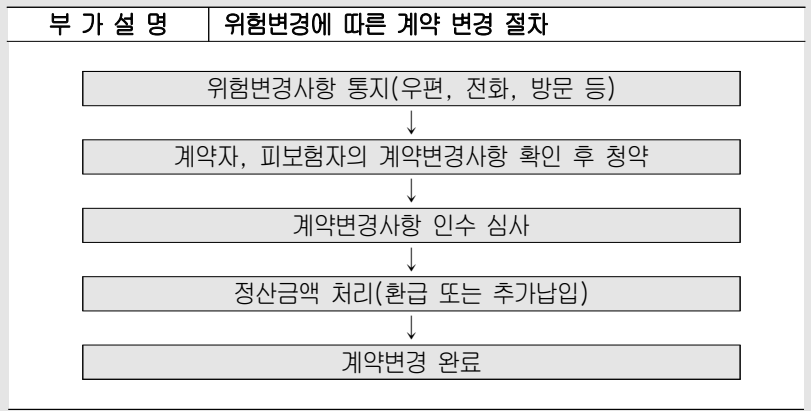 부 가 설 명 위험변경에 따른 계약 변경 절차
위험변경사항 통지(우편, 전화, 방문 등)
↓
계약자, 피보험자의 계약변경사항 확인 후 청약
↓
계약변경사항 인수 심사
↓
정산금액 처리(환급 또는 추가납입)
↓
계약변경 완료